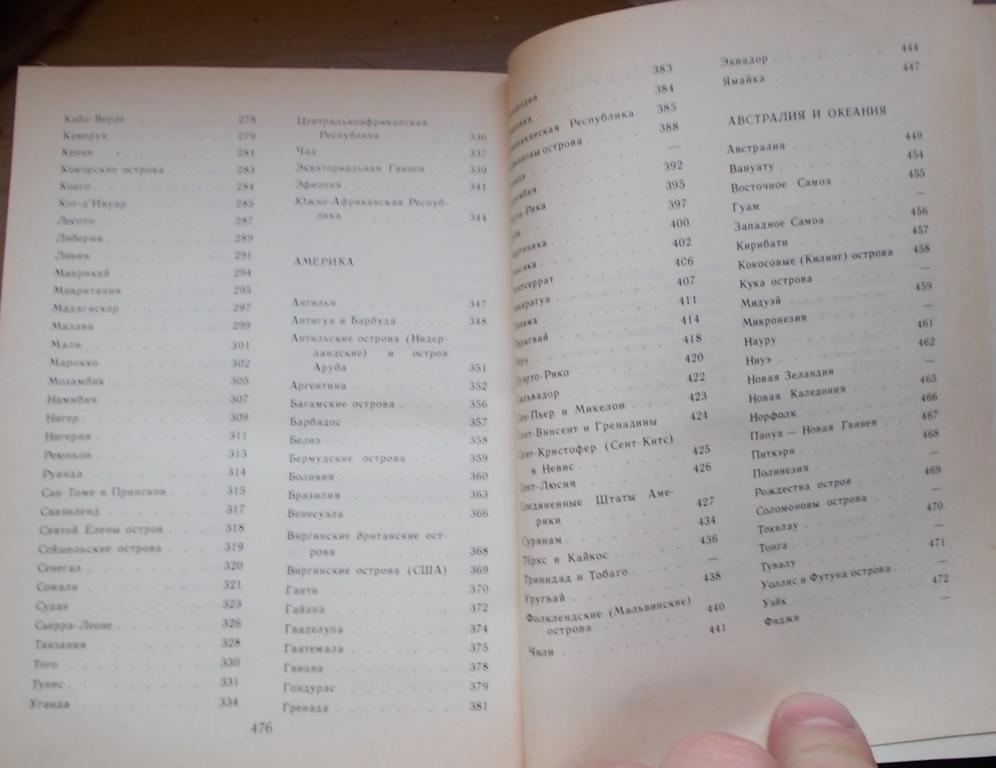 Кабо-Верде 278
Камерун 279
Кения 281
Коморские острова 283
Конго 284
Кот-д'Ивуар 285
Лесото 287
Либерия 289
Ливия 291
Маврикий 294
Мавритания 295
Мадагаскар 297
Малави 299
Мали 301
Марокко 302
Мозамбик 305
Намибия 307
Нигер 309
Нигерия 311
Реюньон 313
Руанда 314
Сан-Томе и Принсипи 315
Свазиленд 317
Святой Елены остров 318
Сейшельские острова 319
Сенегал 320
Сомали 321
Судан 323
Сьерра-Леоне 326
Танзания 328
Того 330
Тунис 331
Уганда 334
Центральноафриканская
Республика 336
Чад 337
Экваториальная Гвинея 339
Эфиопия 341
Южно-Африканская Респуб-
лика 344
АМЕРИКА
Ангилья 347
Антигуа и Барбуда 348
Антильские острова (Нидер-
ландские) и остров
Аруба 351
Аргентина 352
Багамские острова 356
Барбадос 357
Белиз 358
Бермудские острова 359
Боливия 360
Бразилия 363
Венесуэла 366
Виргинские британские ост-
рова 368
Виргинские острова (США) 369
Гаити 370
Гайана 372
Гваделупа 374
Гватемала 375
Гвиана 378
Гондурас 379
Гренада 381
476
383
384
Республика 385
острова 388
—
392
395
397
400
402
406
407
411
414
418
420
422
Сен-Пьер и Микелон 423
Сент-Винсент и Гренадины 424
Сент-Кристофер (Сент-Китс)
и Невис 425
Сент-Люсия 426
Соединенные Штаты Аме-
рики 427
Суринам 434
Тёркс и Кайкос 436
Тринидад и Тобаго —
Уругвай 438
Фолклендские (Мальвинские)
острова 440
Чили 441
Эквадор 444
Ямайка 447
АВСТРАЛИЯ И ОКЕАНИЯ
Австралия 449
Вануату 454
Восточное Самоа 455
Гуам —
Западное Самоа 456
Кирибати 457
Кокосовые (Килинг) острова 458
Кука острова —
Мидуэй 459
Микронезия —
Науру 461
Ниуэ 462
Новая Зеландия —
Новая Каледония 465
Норфолк 466
Папуа — Новая Гвинея 467
Питкэрн 468
Полинезия —
Рождества остров 469
Соломоновы острова —
Токелау 470
Тонга —
Тувалу 471
Уоллис и Футуна острова —
Уэйк 472
Фиджи —